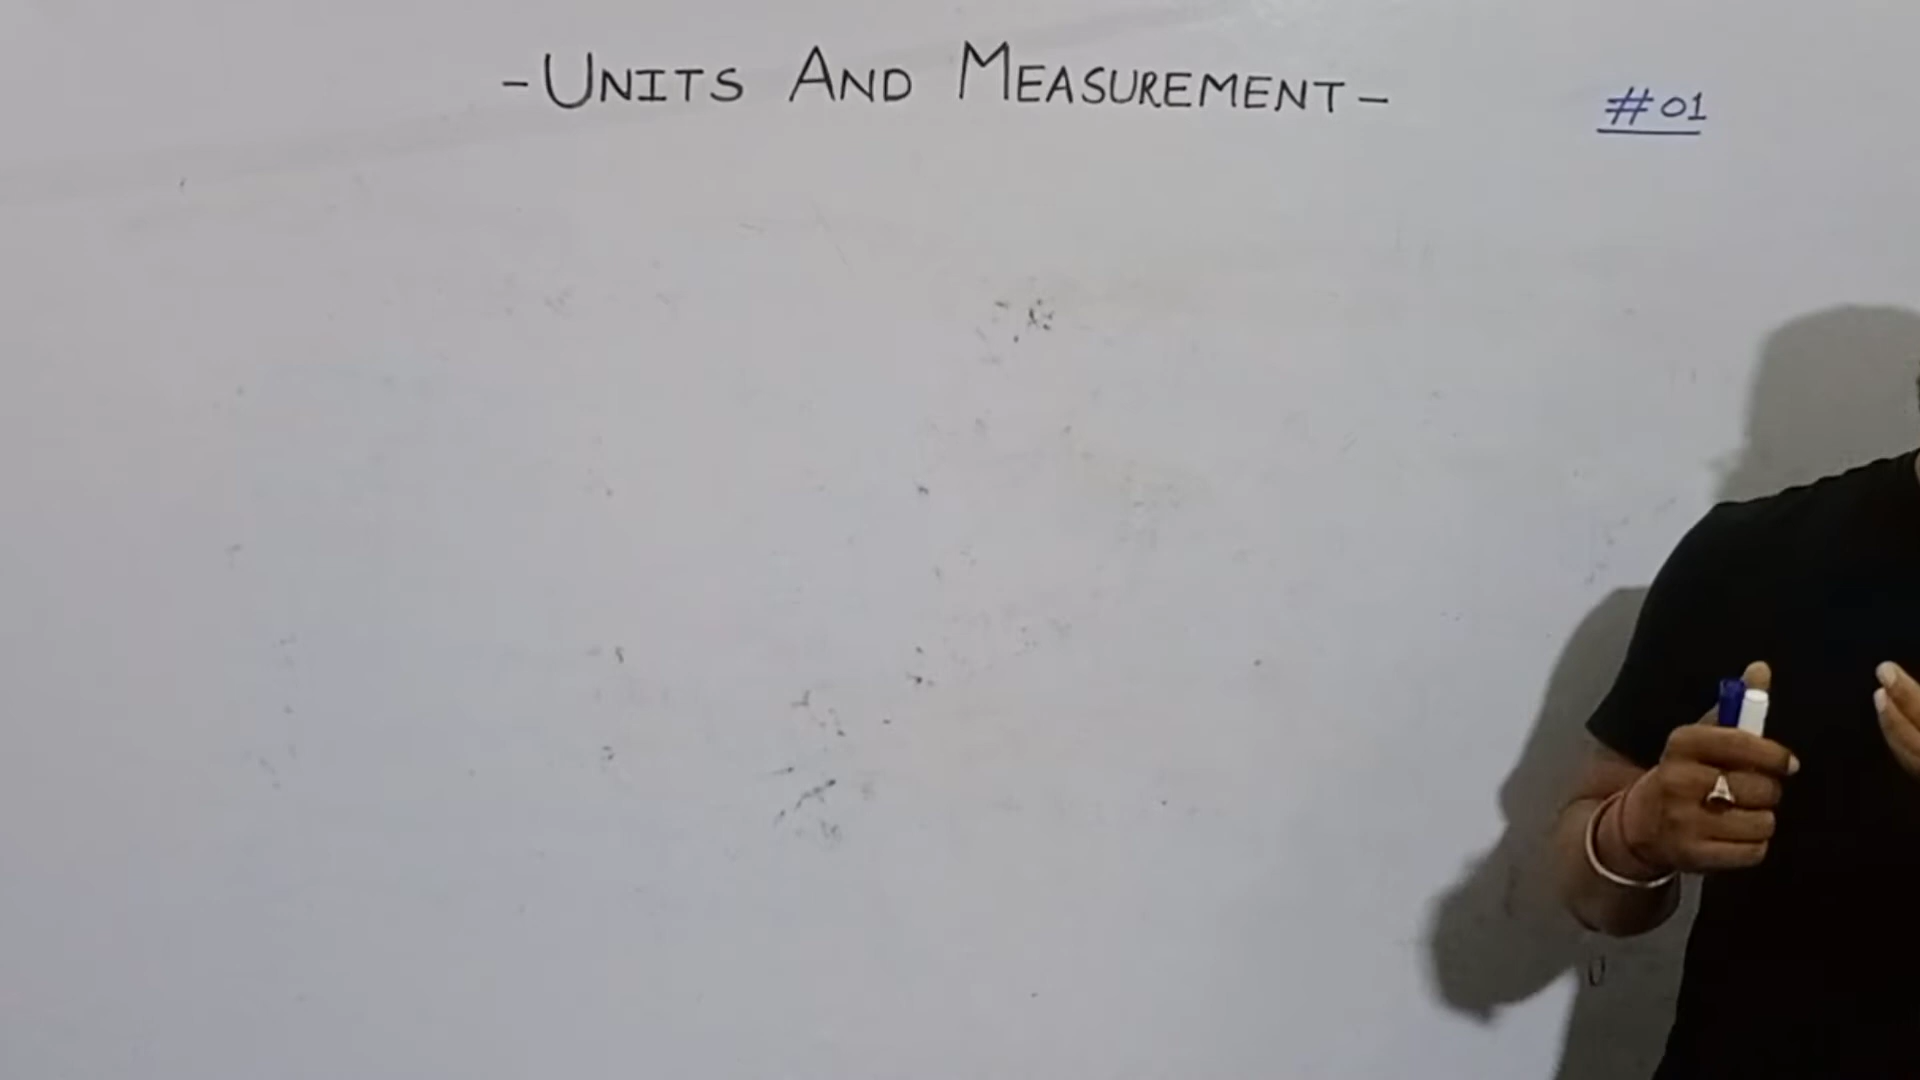 - UNITS AND MEASUREMENT - #01